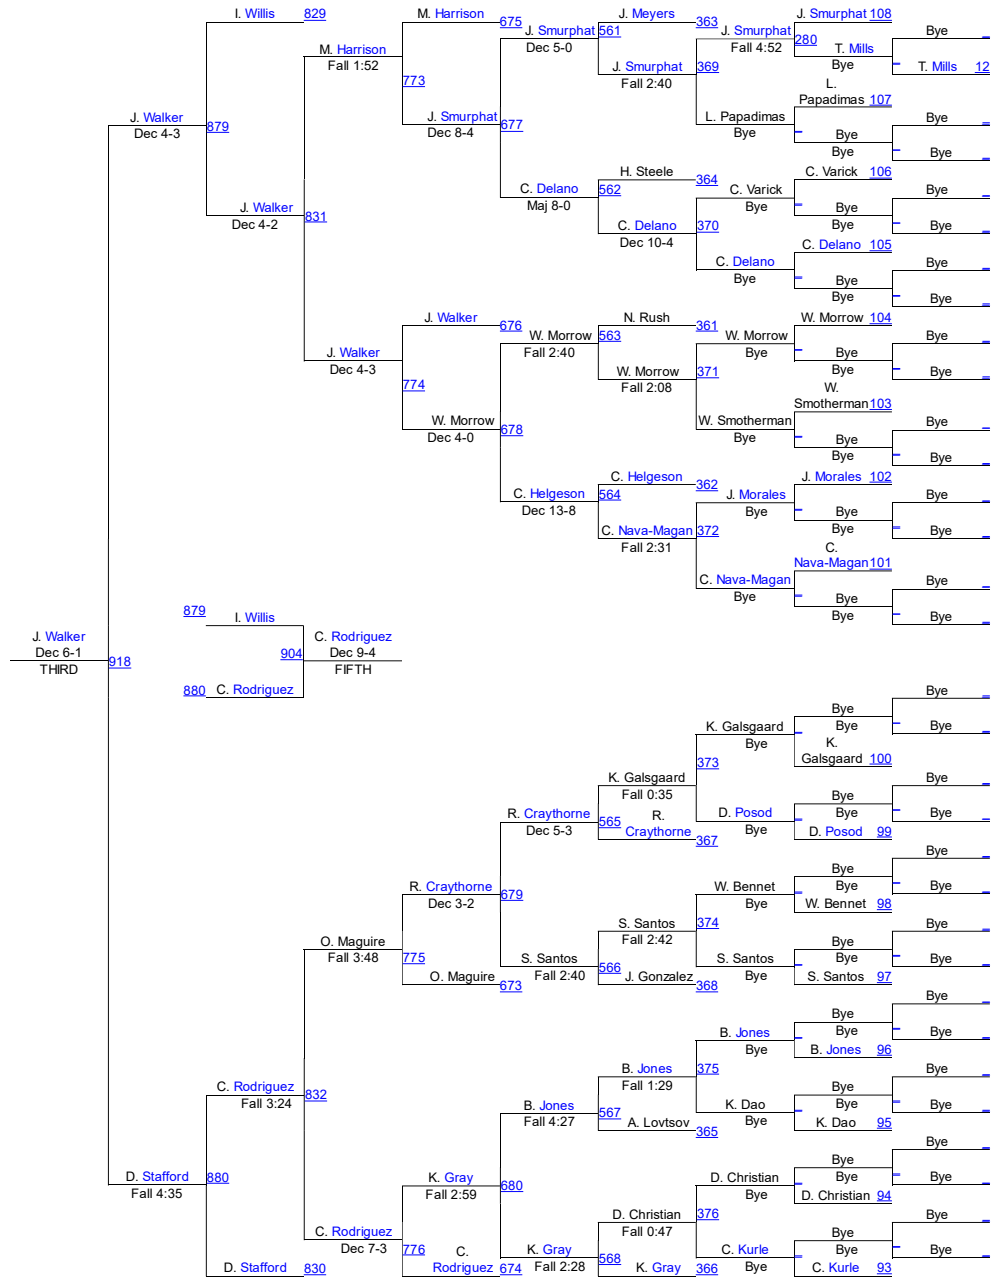 I. Willis 829
M. Harrison 675
J. Meyers 363
J. Smurphat 108
Bye
J. Smurphat 561
Dec 5-0
J. Smurphat 280
Fall 4:52
T. Mills
Bye
T. Mills 12
M. Harrison
Fall 1:52
773
J. Smurphat 369
Fall 2:40
L.
Papadimas 107
J. Walker 879
Dec 4-3
J. Smurphat 677
Dec 8-4
L. Papadimas
Bye
Bye
Bye
Bye
Bye
H. Steele 364
C. Varick 106
C. Delano 562
Maj 8-0
C. Varick
Bye
Bye
Bye
Bye
Bye
J. Walker 831
Dec 4-2
C. Delano 370
Dec 10-4
C. Delano 105
C. Delano
Bye
Bye
Bye
Bye
Bye
J. Walker 676
N. Rush 361
W. Morrow 104
W. Morrow 563
Fall 2:40
W. Morrow
Bye
Bye
Bye
Bye
Bye
J. Walker
Dec 4-3
774
W. Morrow 371
Fall 2:08
W.
Smotherman 103
W. Morrow 678
Dec 4-0
W. Smotherman
Bye
Bye
Bye
Bye
Bye
C. Helgeson 362
J. Morales 102
C. Helgeson 564
Dec 13-8
J. Morales
Bye
Bye
Bye
Bye
Bye
C. Nava-Magan 372
Fall 2:31
C.
Nava-Magan 101
C. Nava-Magan
Bye
Bye
Bye
Bye
Bye
879 I. Willis
J. Walker
Dec 6-1
THIRD
918
904
C. Rodriguez
Dec 9-4
FIFTH
880 C. Rodriguez
Bye
Bye
Bye
Bye
K. Galsgaard
Bye
373
K.
Galsgaard 100
K. Galsgaard
Fall 0:35
Bye
Bye
Bye
Bye
R. Craythorne 565
Dec 5-3
R.
Craythorne 367
D. Posod
Bye
D. Posod 99
Bye
Bye
Bye
Bye
R. Craythorne 679
Dec 3-2
W. Bennet
Bye
374
W. Bennet 98
O. Maguire
Fall 3:48
775
S. Santos
Fall 2:42
Bye
Bye
Bye
Bye
S. Santos 566
Fall 2:40
S. Santos
Bye
S. Santos 97
O. Maguire 673
J. Gonzalez 368
Bye
Bye
Bye
Bye
B. Jones
Bye
375
B. Jones 96
C. Rodriguez 832
Fall 3:24
B. Jones
Fall 1:29
Bye
Bye
Bye
Bye
B. Jones
Fall 4:27
567
A. Lovtsov 365
K. Dao
Bye
K. Dao 95
Bye
Bye
Bye
Bye
D. Stafford 880
Fall 4:35
K. Gray 680
Fall 2:59
D. Christian
Bye
376
D. Christian 94
C. Rodriguez
Dec 7-3
776
D. Christian
Fall 0:47
Bye
Bye
Bye
Bye
C.
Rodriguez 674
K. Gray 568
Fall 2:28
C. Kurle
Bye
D. Stafford 830
K. Gray 366
C. Kurle 93